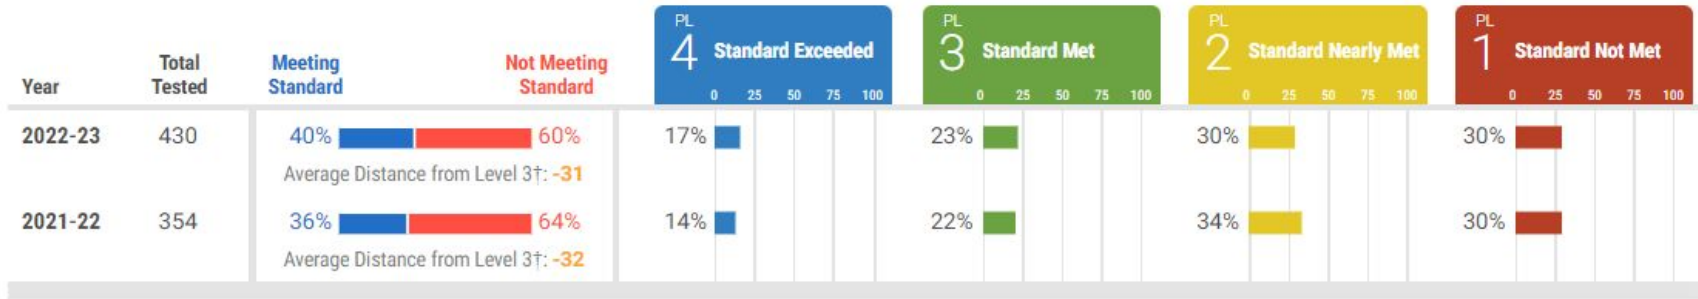 Year
Total Tested
Meeting Standard
Not Meeting Standard
PL 4 Standard Exceeded
0 25 50 75 100
PL 3 Standard Met
0 25 50 75 100
PL 2 Standard Nearly Met
0 25 50 75 100
PL 1 Standard Not Met
0 25 50 75 100
2022-23 430 40% 60% 17% 23% 30% 30%
Average Distance from Level 3†: -31
2021-22 354 36% 64% 14% 22% 34% 30%
Average Distance from Level 3†: -32